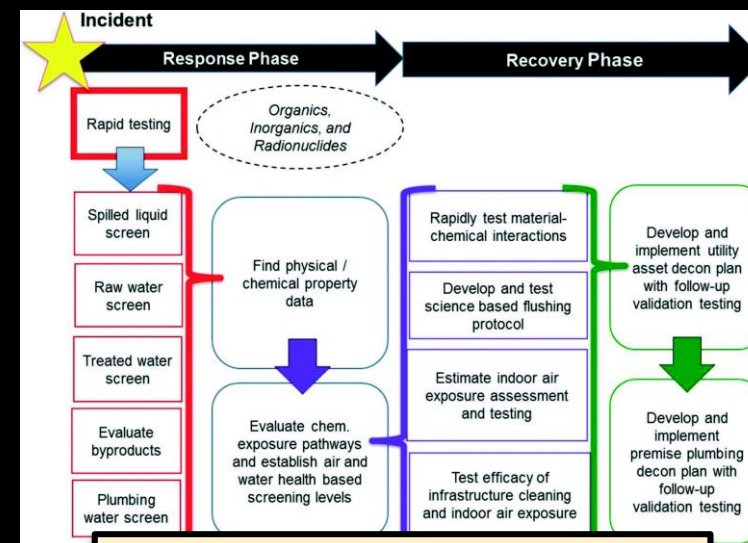 Incident
Response Phase
Recovery Phase
Rapid testing
Organics,
Inorganics, and
Radionuclides
Spilled liquid
screen
Raw water
screen
Treated water
screen
Evaluate
byproducts
Plumbing
water screen
Find physical /
chemical property
data
Evaluate chem.
exposure pathways
and establish air and
water health based
screening levels
Rapidly test material-
chemical interactions
Develop and test
science based flushing
protocol
Estimate indoor air
exposure assessment
and testing
Test efficacy of
infrastructure cleaning
and indoor air exposure
Develop and
implement utility
asset decon plan
with follow-up
validation testing
Develop and
implement
premise plumbing
decon plan with
follow-up
validation testing